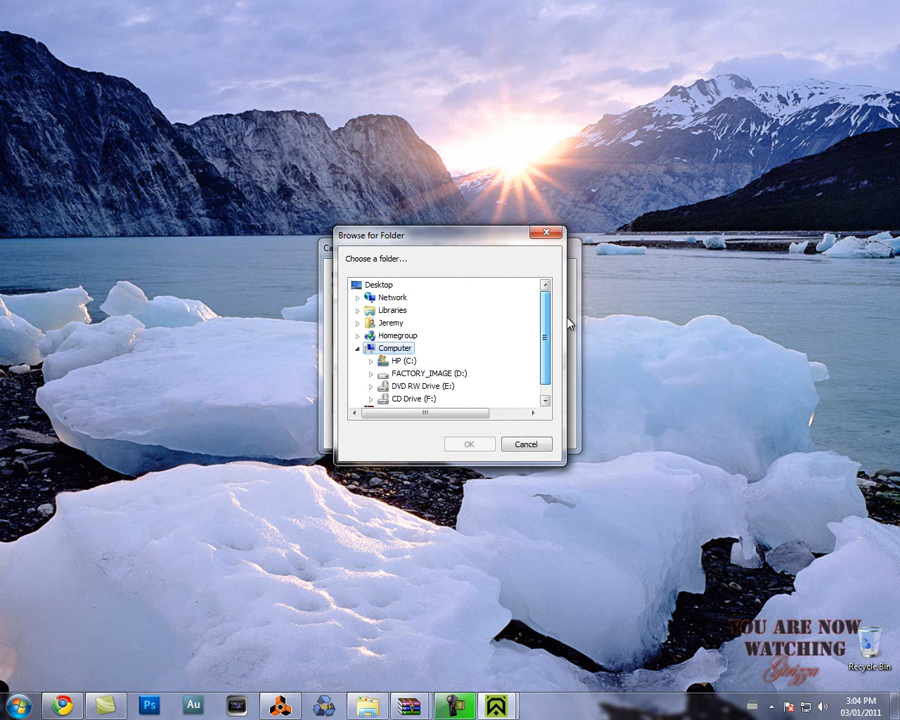 Browse for Folder
Ca
Choose a folder...
Desktop
Network
Libraries
Jeremy
Homegroup
Computer
HP (C:)
FACTORY_IMAGE (D:)
DVD RW Drive (E:)
CD Drive (F:)
OK
Cancel
YOU ARE NOW
WATCHING
Recycle Bin
Ps
Au
3:04 PM
03/01/2011